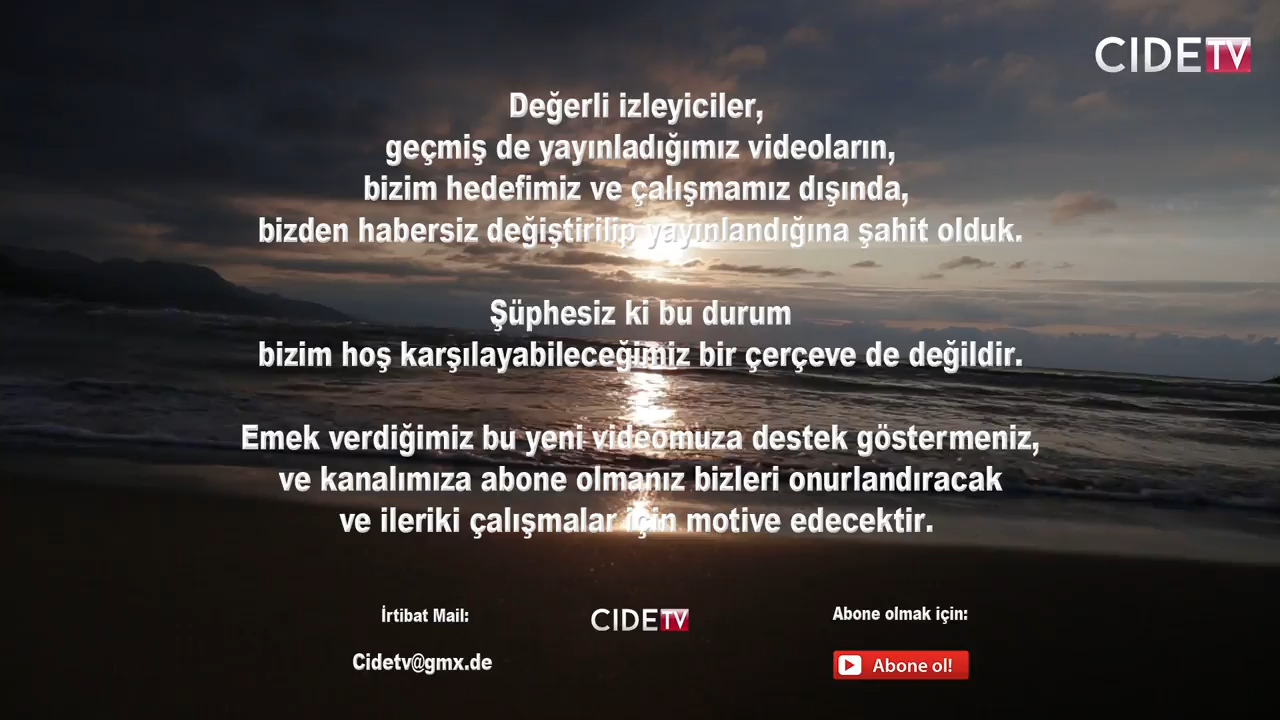 CIDETV
Değerli izleyiciler,
geçmiş de yayınladığımız videoların,
bizim hedefimiz ve çalışmamız dışında,
bizden habersiz değiştirilip yayınlandığına şahit olduk.
Şüphesiz ki bu durum
bizim hoş karşılayabileceğimiz bir çerçeve de değildir.
Emek verdiğimiz bu yeni videomuza destek göstermeniz,
ve kanalımıza abone olmanız bizleri onurlandıracak
ve ileriki çalışmalar için motive edecektir.
İrtibat Mail:
Cidetv@gmx.de
CIDETV
Abone olmak için:
Abone ol!